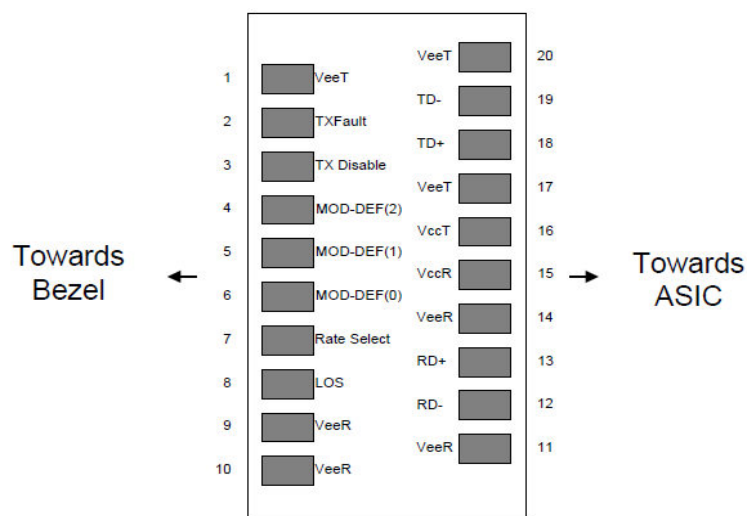 VeeT 20
1 VeeT
TD- 19
2 TXFault
TD+ 18
3 TX Disable
VeeT 17
4 MOD-DEF(2)
VccT 16
5 MOD-DEF(1)
Towards
Bezel
VccR 15
Towards
ASIC
6 MOD-DEF(0)
VeeR 14
7 Rate Select
RD+ 13
8 LOS
RD- 12
9 VeeR
VeeR 11
10 VeeR